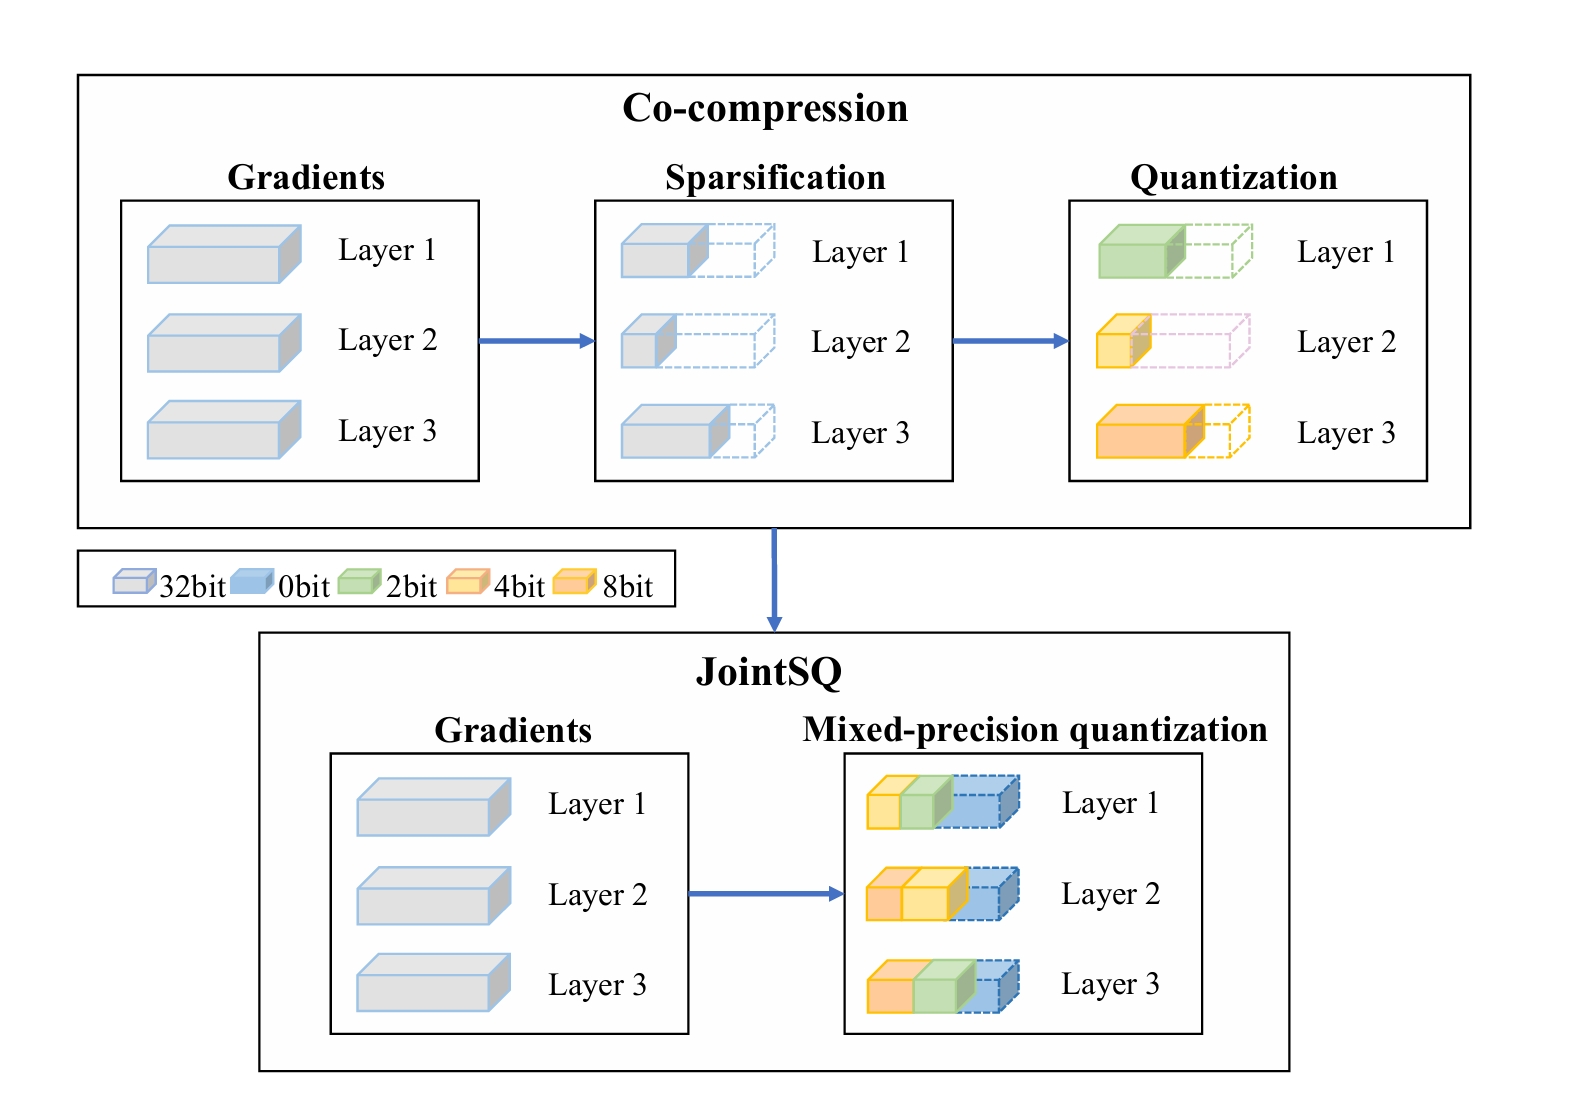 Co-compression
Gradients
Layer 1
Layer 2
Layer 3
Sparsification
Layer 1
Layer 2
Layer 3
Quantization
Layer 1
Layer 2
Layer 3
32bit 0bit 2bit 4bit 8bit
JointSQ
Gradients
Layer 1
Layer 2
Layer 3
Mixed-precision quantization
Layer 1
Layer 2
Layer 3